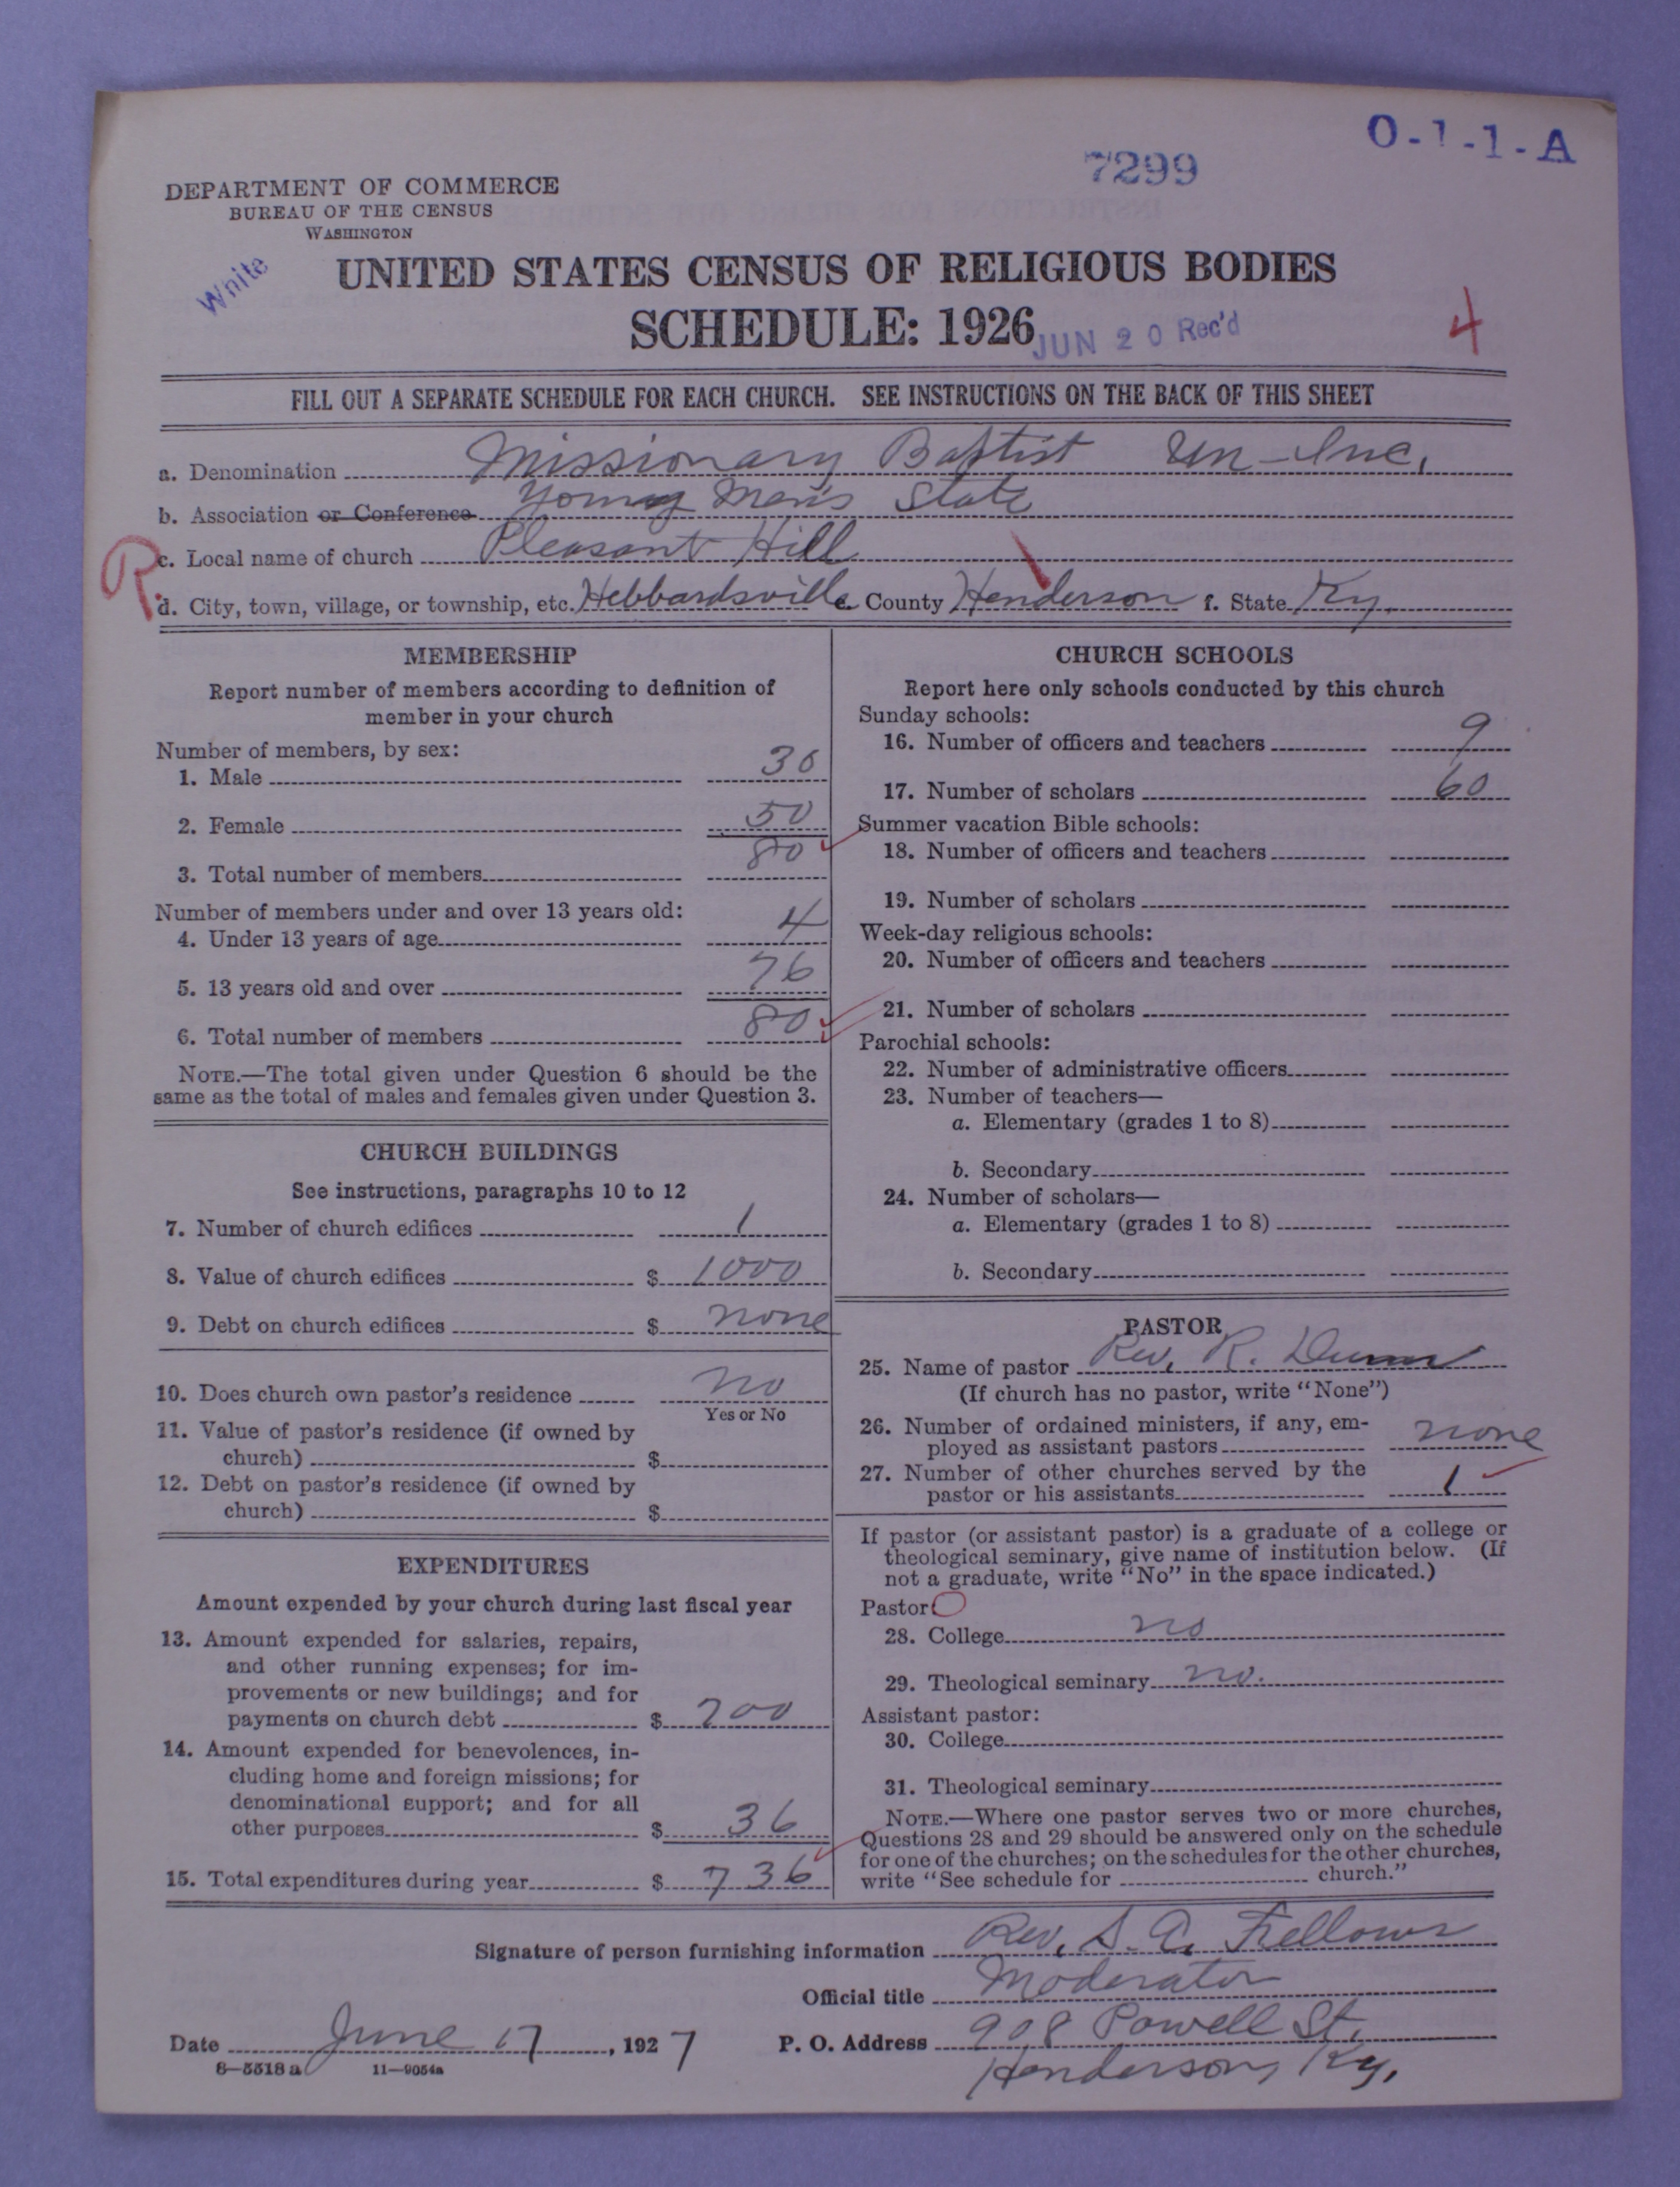 O-1-1-A
7299
DEPARTMENT OF COMMERCE
BUREAU OF THE CENSUS
WASHINGTON
White
UNITED STATES CENSUS OF RELIGIOUS BODIES
SCHEDULE: 1926
JUN 20 Rec'd
4
FILL OUT A SEPARATE SCHEDULE FOR EACH CHURCH. SEE INSTRUCTIONS ON THE BACK OF THIS SHEET
a. Denomination Missionary Baptist Un-Inc.
b. Association or Conference Young Men's State
R.
c. Local name of church Pleasant Hill
d. City, town, village, or township, etc. Hebbardsville e. County Henderson f. State Ky.
MEMBERSHIP
Report number of members according to definition of
member in your church
Number of members, by sex:
1. Male 30
2. Female 50
3. Total number of members 80
Number of members under and over 13 years old:
4. Under 13 years of age 4
5. 13 years old and over 76
6. Total number of members 80
NOTE.—The total given under Question 6 should be the
same as the total of males and females given under Question 3.
CHURCH BUILDINGS
See instructions, paragraphs 10 to 12
7. Number of church edifices 1
8. Value of church edifices $ 1000
9. Debt on church edifices $ none
10. Does church own pastor's residence no
Yes or No
11. Value of pastor's residence (if owned by
church) $
12. Debt on pastor's residence (if owned by
church) $
EXPENDITURES
Amount expended by your church during last fiscal year
13. Amount expended for salaries, repairs,
and other running expenses; for im-
provements or new buildings; and for
payments on church debt $ 700
14. Amount expended for benevolences, in-
cluding home and foreign missions; for
denominational support; and for all
other purposes $ 36
15. Total expenditures during year $ 736
CHURCH SCHOOLS
Report here only schools conducted by this church
Sunday schools:
16. Number of officers and teachers 9
17. Number of scholars 60
Summer vacation Bible schools:
18. Number of officers and teachers
19. Number of scholars
Week-day religious schools:
20. Number of officers and teachers
21. Number of scholars
Parochial schools:
22. Number of administrative officers
23. Number of teachers—
a. Elementary (grades 1 to 8)
b. Secondary
24. Number of scholars—
a. Elementary (grades 1 to 8)
b. Secondary
PASTOR
25. Name of pastor Rev. R. Dunn
(If church has no pastor, write "None")
26. Number of ordained ministers, if any, em-
ployed as assistant pastors none
27. Number of other churches served by the
pastor or his assistants 1
If pastor (or assistant pastor) is a graduate of a college or
theological seminary, give name of institution below. (If
not a graduate, write "No" in the space indicated.)
Pastor:
28. College no
29. Theological seminary no.
Assistant pastor:
30. College
31. Theological seminary
NOTE.—Where one pastor serves two or more churches,
Questions 28 and 29 should be answered only on the schedule
for one of the churches; on the schedules for the other churches,
write "See schedule for church."
Signature of person furnishing information Rev. S. A. Fellows
Official title Moderator
Date June 17, 1927 P. O. Address 908 Powell St.
8—5518 a 11—9054a Henderson, Ky.